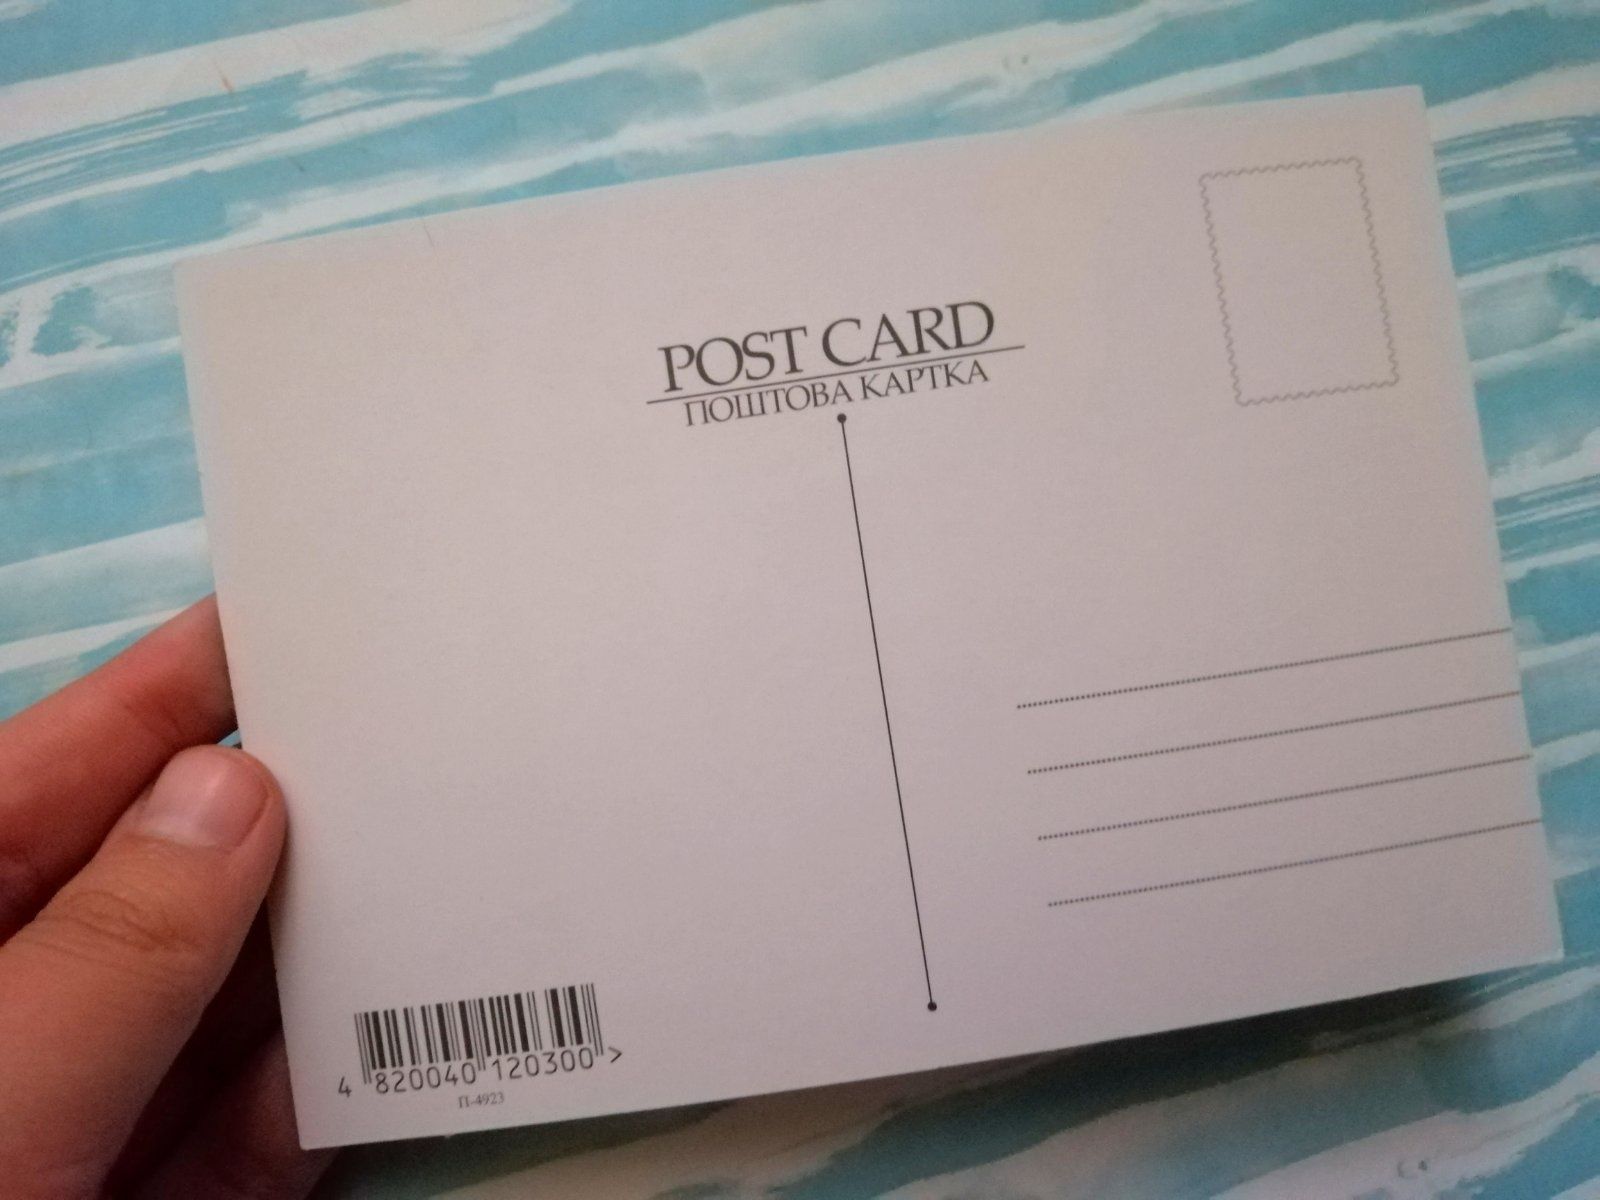 POST CARD
ПОШТОВА КАРТКА
4 820040 120300 >
П-4923